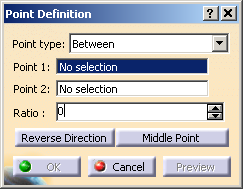 Point Definition ?
Point type: Between
Point 1: No selection
Point 2: No selection
Ratio : 0
Reverse Direction Middle Point
OK Cancel Preview